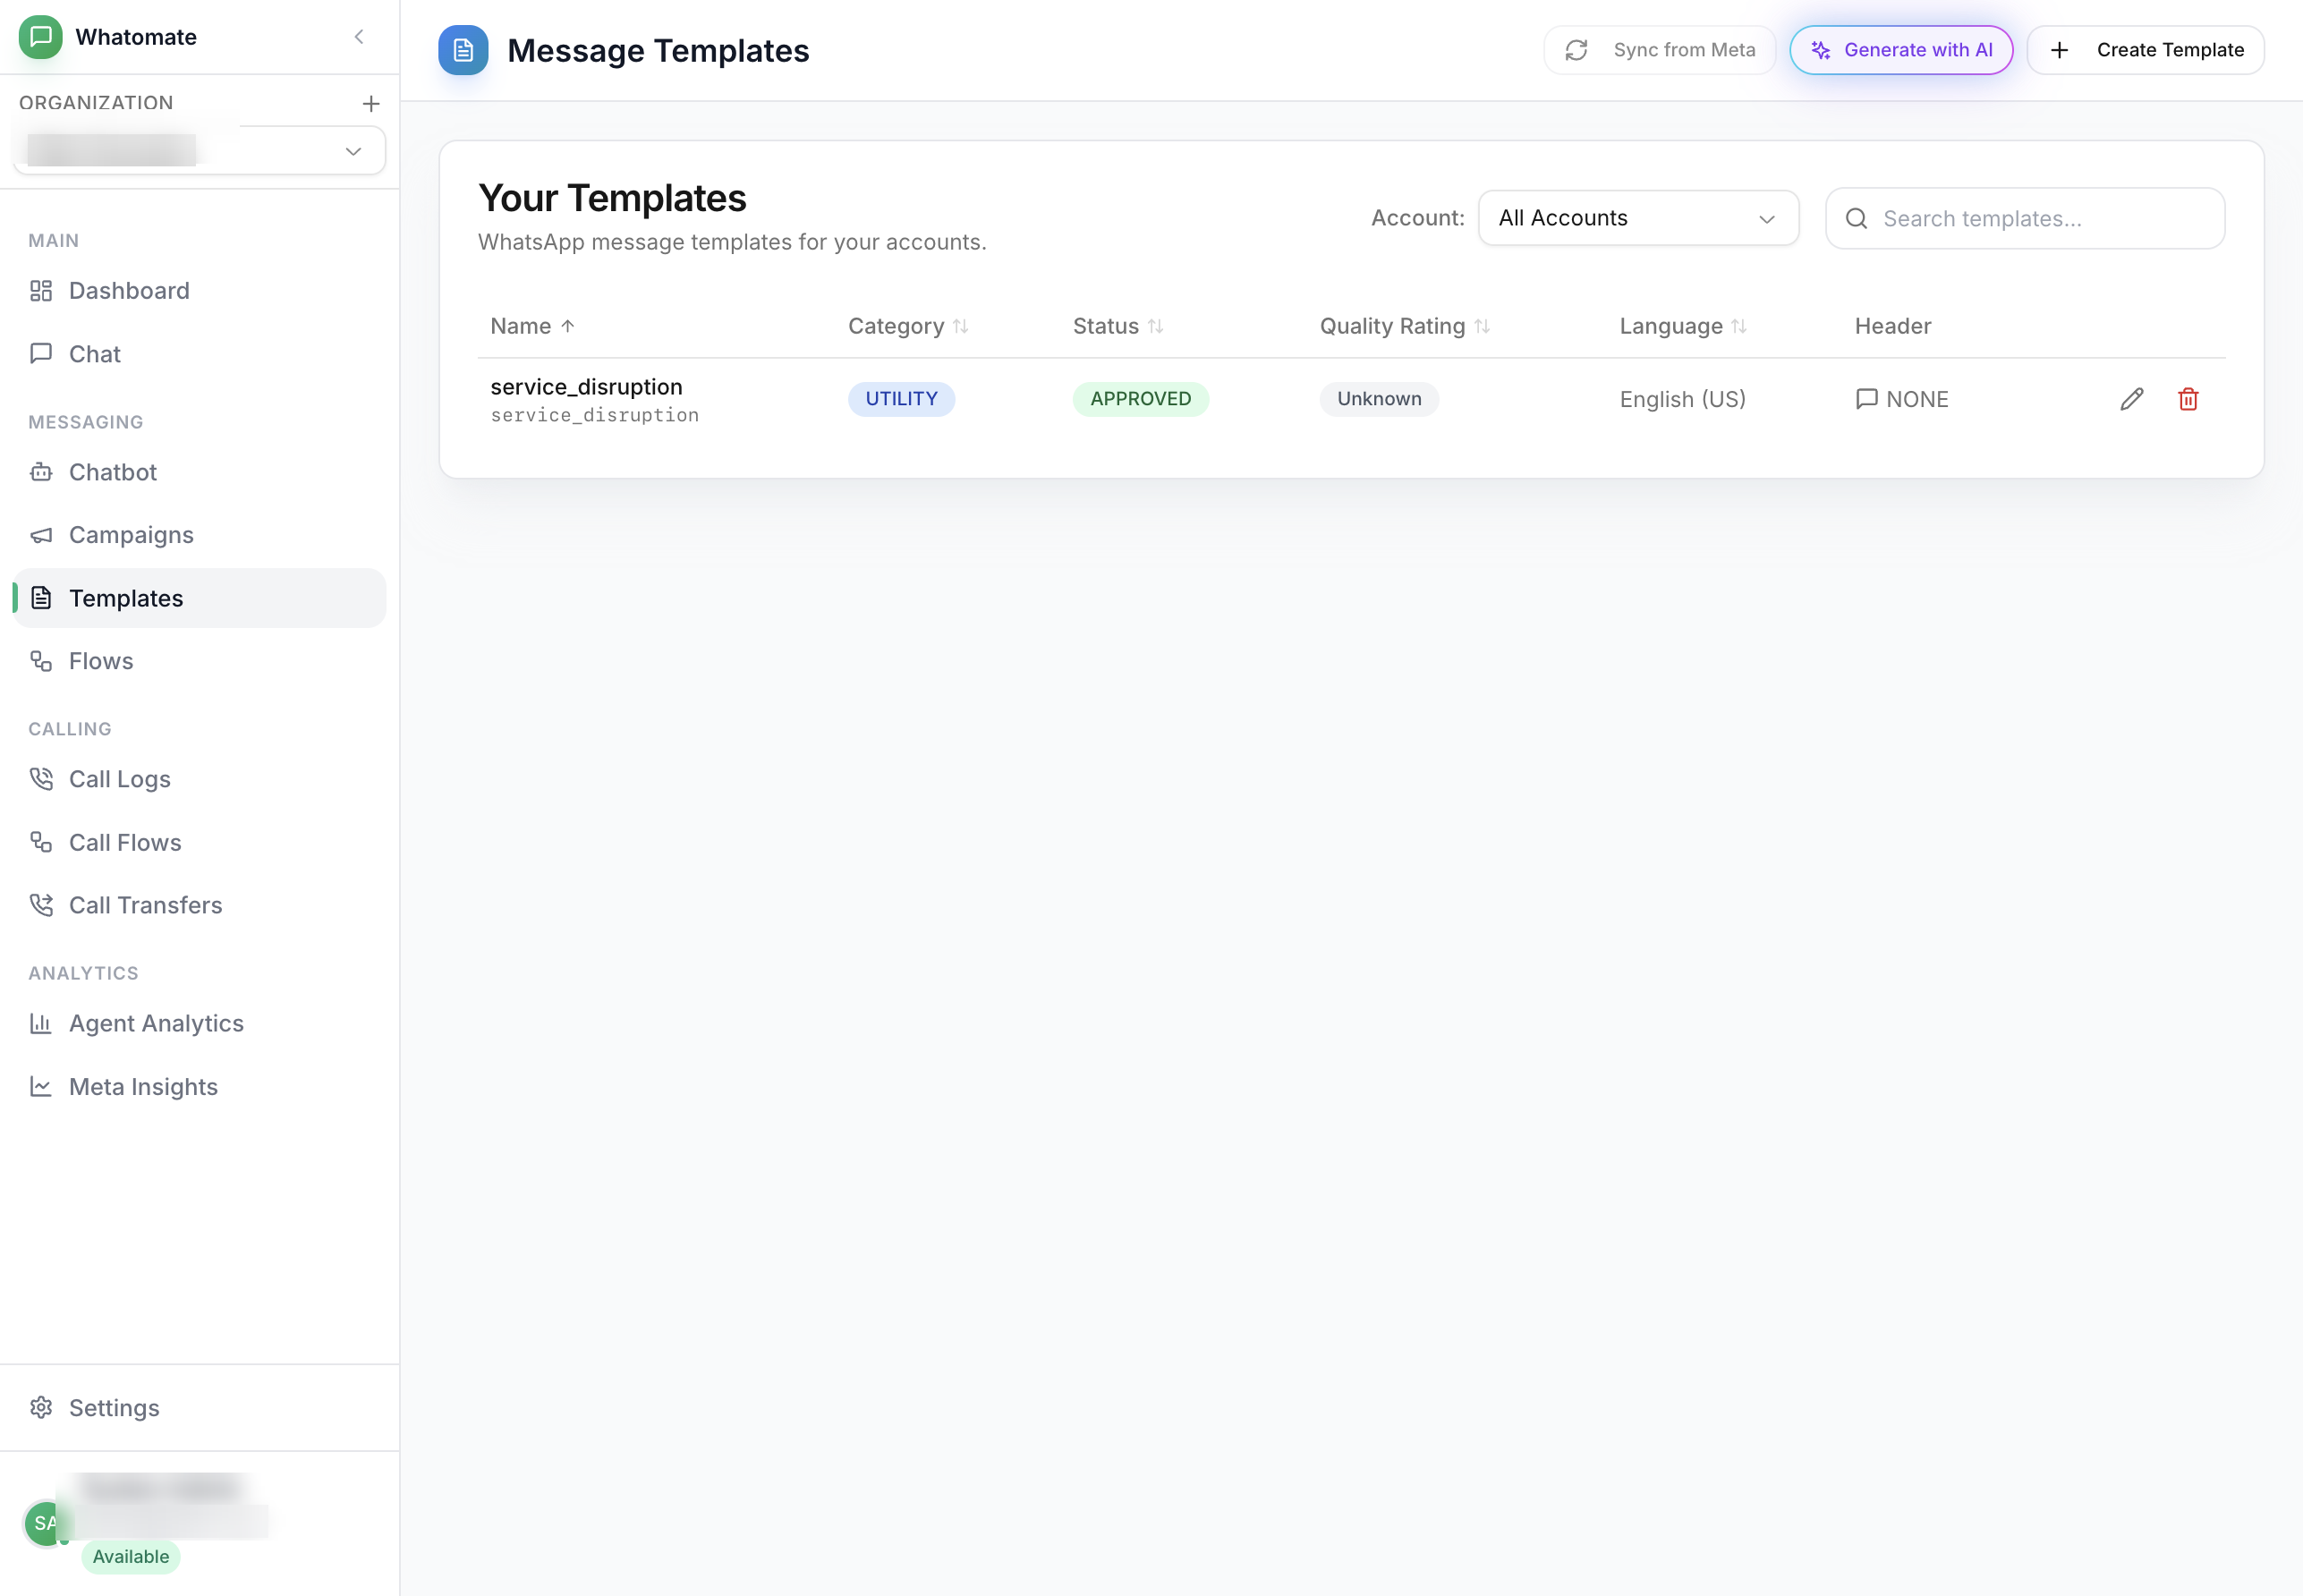 Whatomate
ORGANIZATION
MAIN
Dashboard
Chat
MESSAGING
Chatbot
Campaigns
Templates
Flows
CALLING
Call Logs
Call Flows
Call Transfers
ANALYTICS
Agent Analytics
Meta Insights
Settings
SA
Available
Message Templates
Sync from Meta
Generate with AI
Create Template
Your Templates
WhatsApp message templates for your accounts.
Account: All Accounts
Search templates...
Name Category Status Quality Rating Language Header
service_disruption UTILITY APPROVED Unknown English (US) NONE
service_disruption